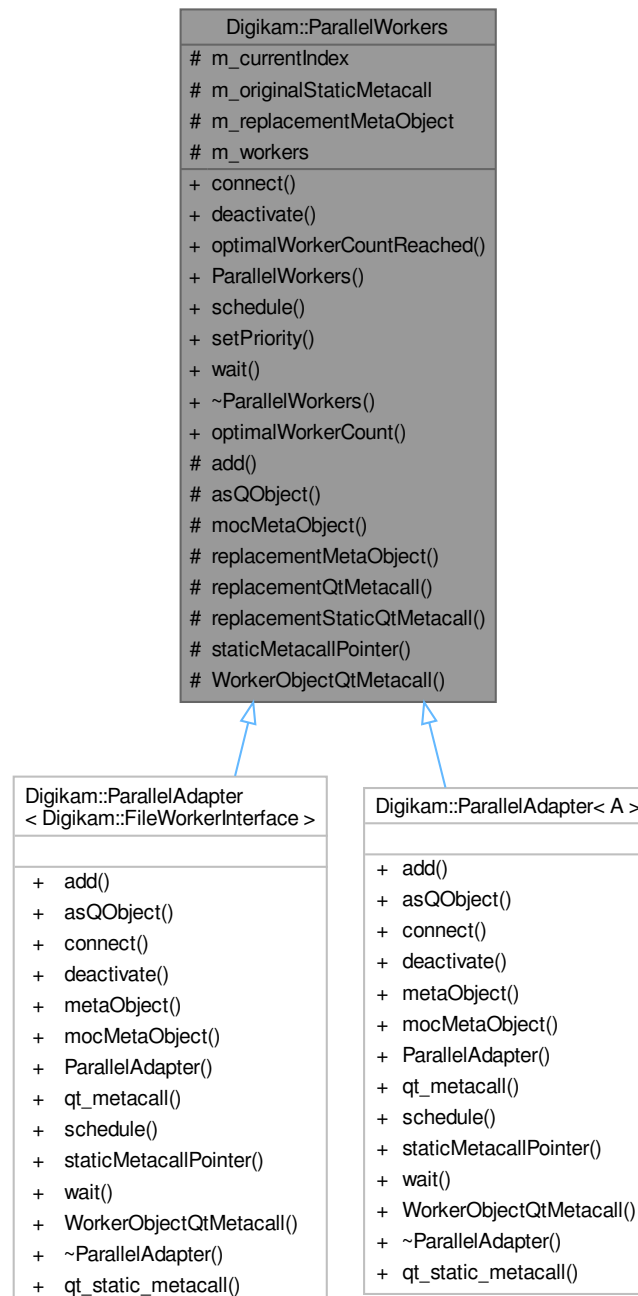 Digikam::ParallelWorkers
# m_currentIndex
# m_originalStaticMetacall
# m_replacementMetaObject
# m_workers
+ connect()
+ deactivate()
+ optimalWorkerCountReached()
+ ParallelWorkers()
+ schedule()
+ setPriority()
+ wait()
+ ~ParallelWorkers()
+ optimalWorkerCount()
# add()
# asQObject()
# mocMetaObject()
# replacementMetaObject()
# replacementQtMetacall()
# replacementStaticQtMetacall()
# staticMetacallPointer()
# WorkerObjectQtMetacall()
Digikam::ParallelAdapter
< Digikam::FileWorkerInterface >
+ add()
+ asQObject()
+ connect()
+ deactivate()
+ metaObject()
+ mocMetaObject()
+ ParallelAdapter()
+ qt_metacall()
+ schedule()
+ staticMetacallPointer()
+ wait()
+ WorkerObjectQtMetacall()
+ ~ParallelAdapter()
+ qt_static_metacall()
Digikam::ParallelAdapter< A >
+ add()
+ asQObject()
+ connect()
+ deactivate()
+ metaObject()
+ mocMetaObject()
+ ParallelAdapter()
+ qt_metacall()
+ schedule()
+ staticMetacallPointer()
+ wait()
+ WorkerObjectQtMetacall()
+ ~ParallelAdapter()
+ qt_static_metacall()